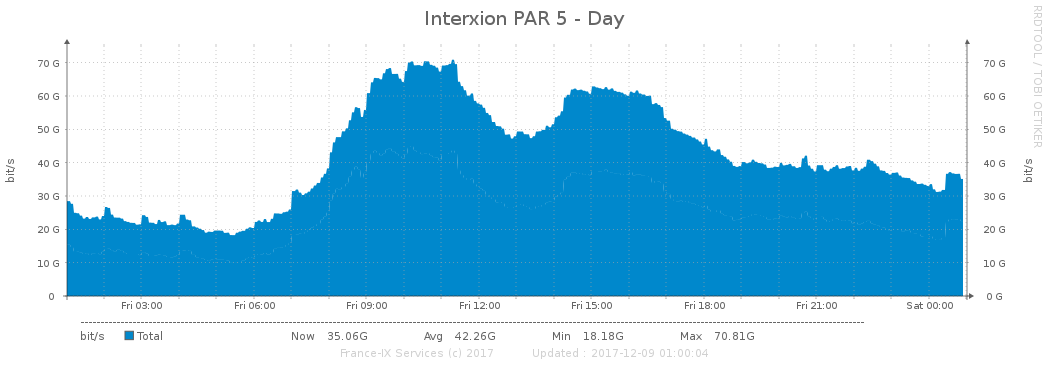 Interxion PAR 5 - Day
RRDTOOL / TOBI OETIKER
bit/s
70 G
60 G
50 G
40 G
30 G
20 G
10 G
0
70 G
60 G
50 G
40 G
30 G
20 G
10 G
0 G
bit/s
Fri 03:00 Fri 06:00 Fri 09:00 Fri 12:00 Fri 15:00 Fri 18:00 Fri 21:00 Sat 00:00
bit/s Total Now 35.06G Avg 42.26G Min 18.18G Max 70.81G
France-IX Services (c) 2017 Updated : 2017-12-09 01:00:04